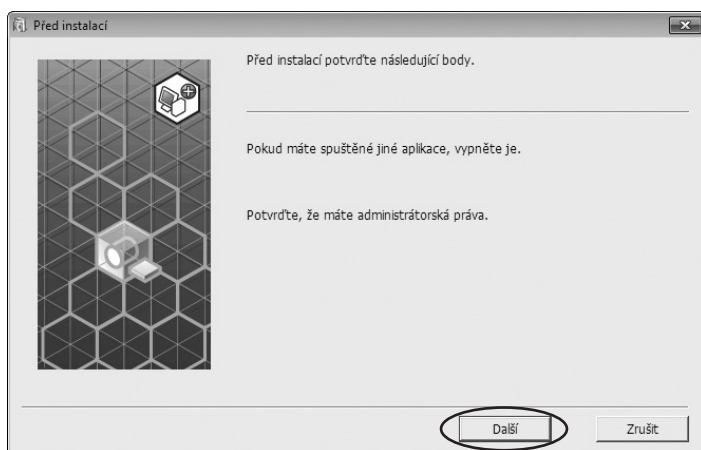 Před instalací
Před instalací potvrďte následující body.
Pokud máte spuštěné jiné aplikace, vypněte je.
Potvrďte, že máte administrátorská práva.
Další
Zrušit